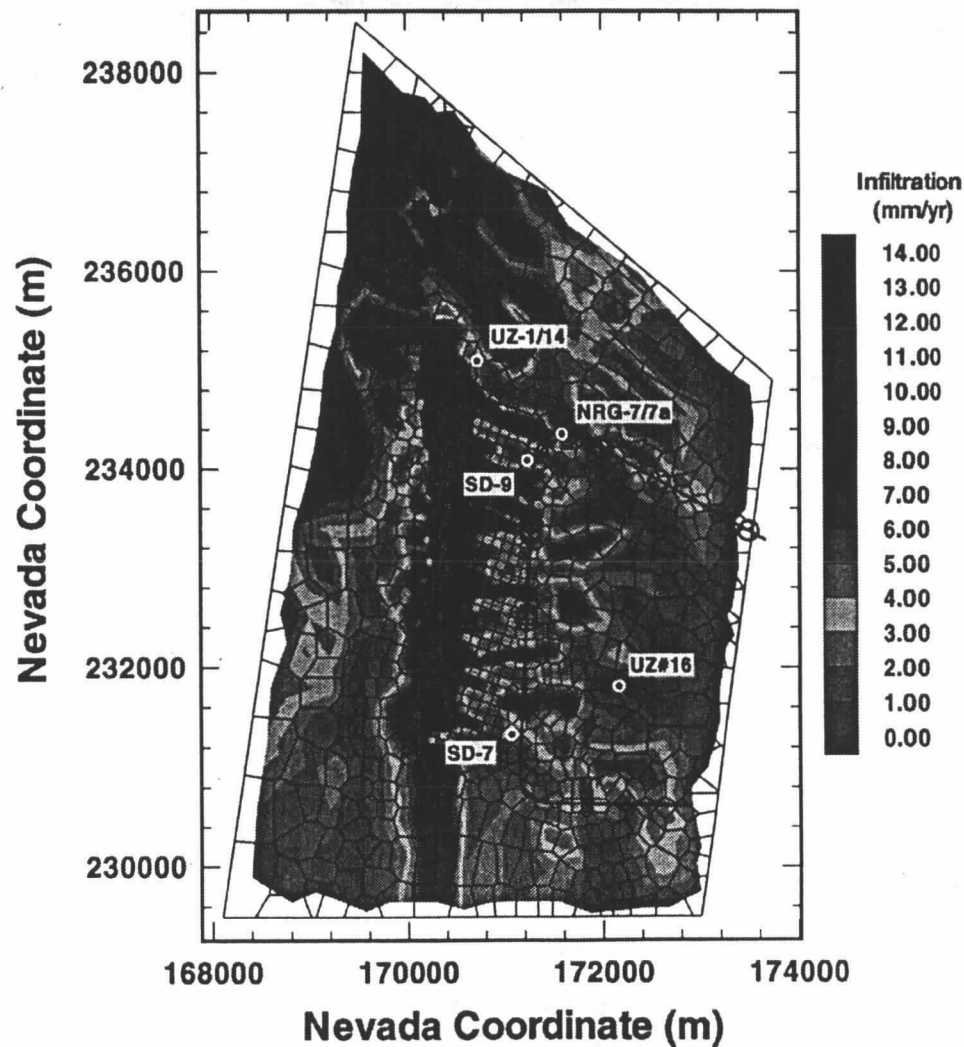 238000
236000
234000
232000
230000
Nevada Coordinate (m)
UZ-1/14
NRG-7/7a
SD-9
UZ#16
SD-7
168000
170000
172000
174000
Nevada Coordinate (m)
Infiltration
(mm/yr)
14.00
13.00
12.00
11.00
10.00
9.00
8.00
7.00
6.00
5.00
4.00
3.00
2.00
1.00
0.00